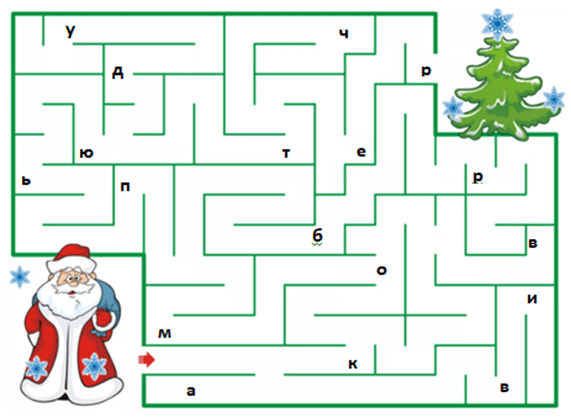 у ч
д р
ю т е
ь п р
б в
о
и
м
к
а в